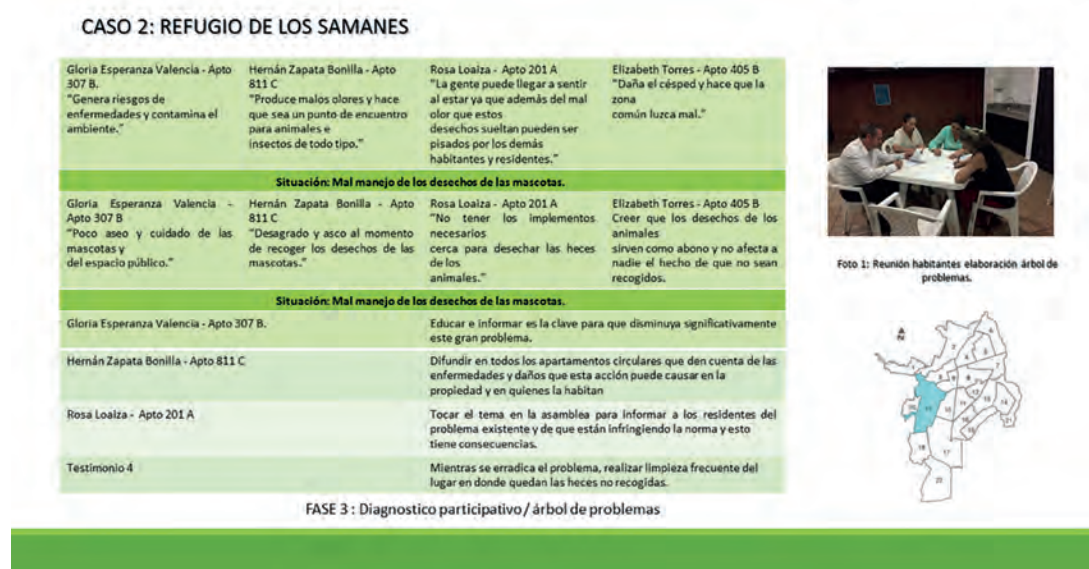 CASO 2: REFUGIO DE LOS SAMANES
Gloria Esperanza Valencia - Apto
307 B.
"Genera riesgos de
enfermedades y contamina el
ambiente."
Hernán Zapata Bonilla - Apto
811 C
"Produce malos olores y hace
que sea un punto de encuentro
para animales e
insectos de todo tipo."
Rosa Loaiza - Apto 201 A
"La gente puede llegar a sentir
al estar ya que además del mal
olor que estos
desechos sueltan pueden ser
pisados por los demás
habitantes y residentes."
Elizabeth Torres - Apto 405 B
"Daña el césped y hace que la
zona
común luzca mal."
Situación: Mal manejo de los desechos de las mascotas.
Gloria Esperanza Valencia -
Apto 307 B
"Poco aseo y cuidado de las
mascotas y
del espacio público."
Hernán Zapata Bonilla - Apto
811 C
"Desagrado y asco al momento
de recoger los desechos de las
mascotas."
Rosa Loaiza - Apto 201 A
"No tener los implementos
necesarios
cerca para desechar las heces
de los
animales."
Elizabeth Torres - Apto 405 B
Creer que los desechos de los
animales
sirven como abono y no afecta a
nadie el hecho de que no sean
recogidos.
Situación: Mal manejo de los desechos de las mascotas.
Gloria Esperanza Valencia - Apto 307 B.
Educar e informar es la clave para que disminuya significativamente
este gran problema.
Hernán Zapata Bonilla - Apto 811 C
Difundir en todos los apartamentos circulares que den cuenta de las
enfermedades y daños que esta acción puede causar en la
propiedad y en quienes la habitan
Rosa Loaiza - Apto 201 A
Tocar el tema en la asamblea para informar a los residentes del
problema existente y de que están infringiendo la norma y esto
tiene consecuencias.
Testimonio 4
Mientras se erradica el problema, realizar limpieza frecuente del
lugar en donde quedan las heces no recogidas.
FASE 3 : Diagnostico participativo / árbol de problemas
Foto 1: Reunión habitantes elaboración árbol de
problemas.
N
17
18
22